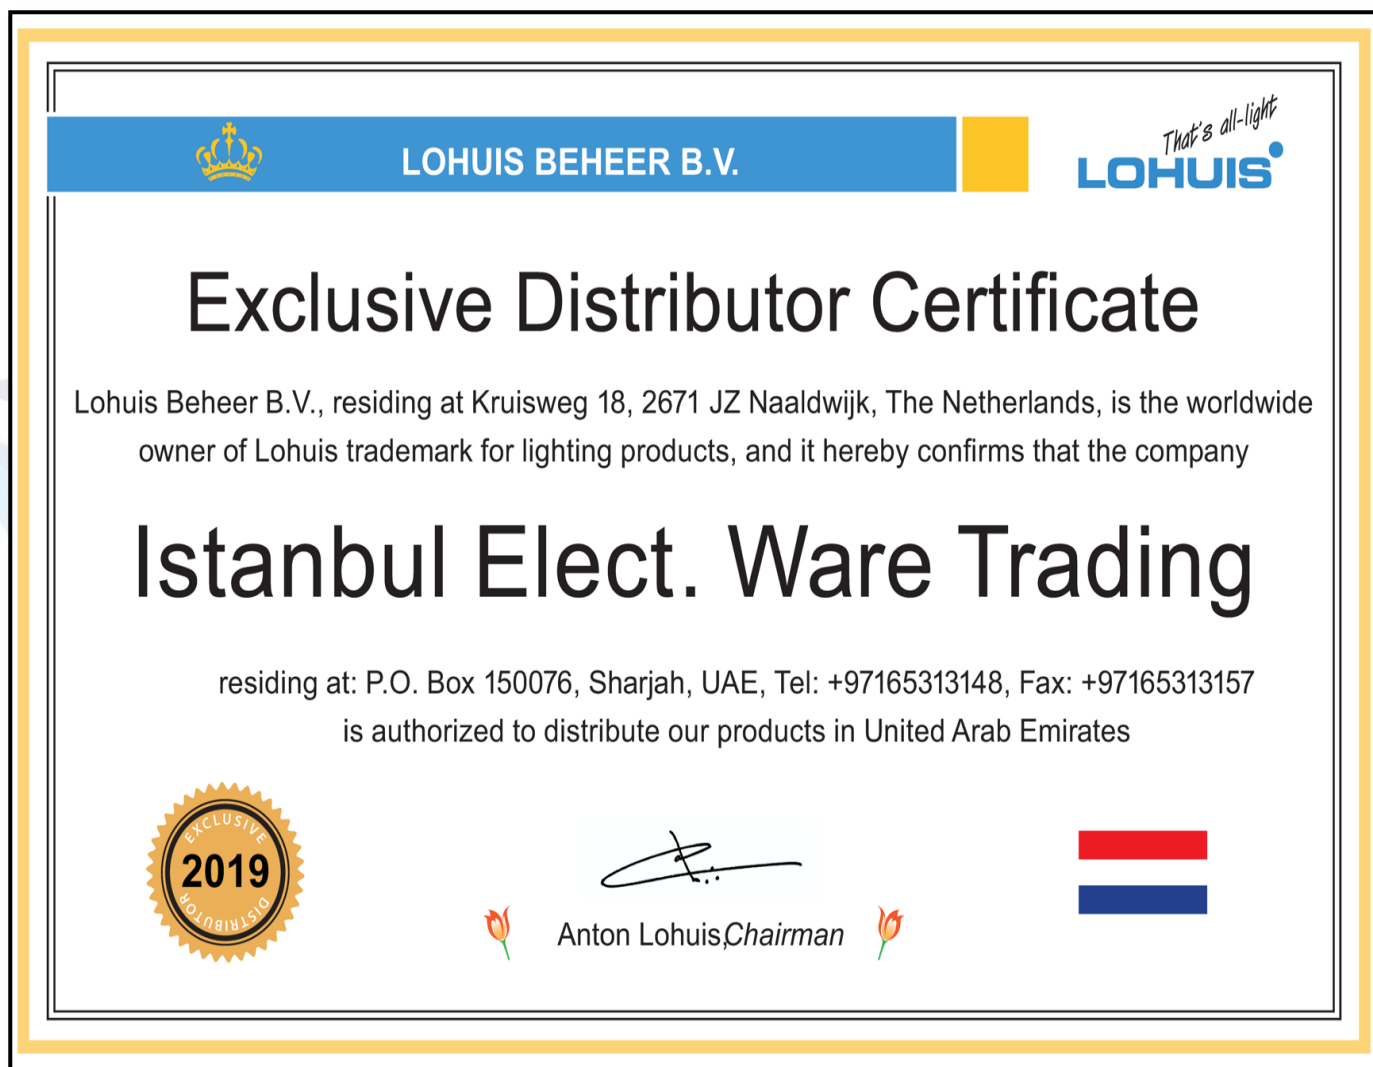 LOHUIS BEHEER B.V.
That's all-light
LOHUIS
Exclusive Distributor Certificate
Lohuis Beheer B.V., residing at Kruisweg 18, 2671 JZ Naaldwijk, The Netherlands, is the worldwide
owner of Lohuis trademark for lighting products, and it hereby confirms that the company
Istanbul Elect. Ware Trading
residing at: P.O. Box 150076, Sharjah, UAE, Tel: +97165313148, Fax: +97165313157
is authorized to distribute our products in United Arab Emirates
EXCLUSIVE
2019
DISTRIBUTOR
Anton Lohuis,Chairman